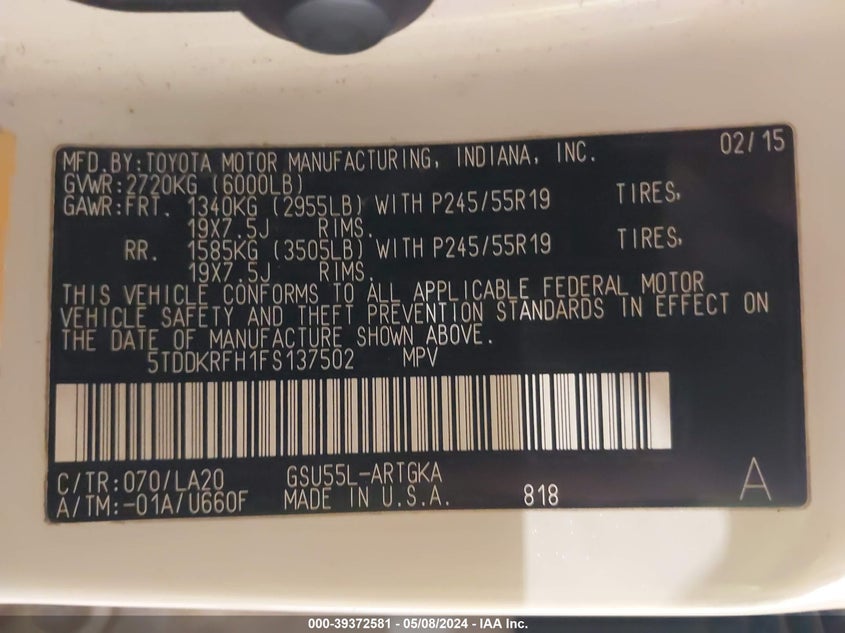 MFD.BY:TOYOTA MOTOR MANUFACTURING, INDIANA, INC. 02/15
GVWR:2720KG (6000LB)
GAWR:FRT. 1340KG (2955LB) WITH P245/55R19 TIRES,
19X7.5J RIMS.
RR. 1585KG (3505LB) WITH P245/55R19 TIRES,
19X7.5J RIMS.
THIS VEHICLE CONFORMS TO ALL APPLICABLE FEDERAL MOTOR
VEHICLE SAFETY AND THEFT PREVENTION STANDARDS IN EFFECT ON
THE DATE OF MANUFACTURE SHOWN ABOVE.
5TDDKRFH1FS137502 MPV
C/TR:070/LA20 GSU55L-ARTGKA
A/TM:-01A/U660F MADE IN U.S.A. 818 A
000-39372581 - 05/08/2024 - IAA Inc.